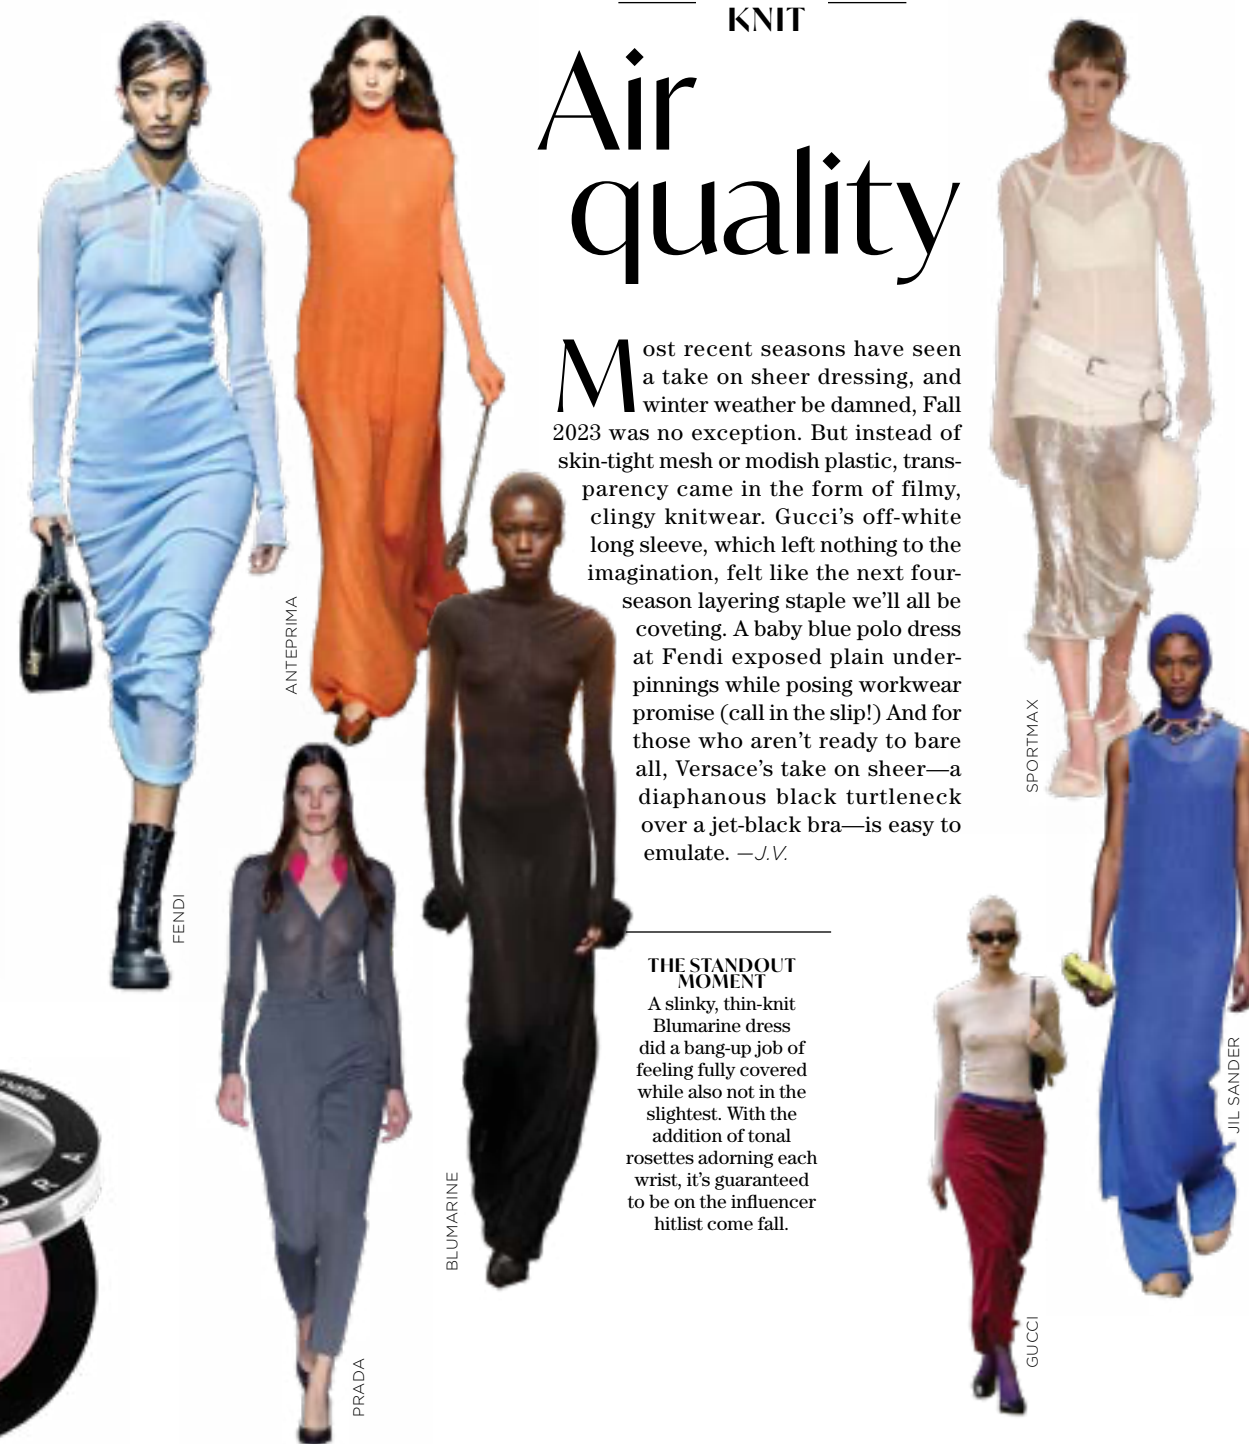 KNIT
Air
quality
Most recent seasons have seen
a take on sheer dressing, and
winter weather be damned, Fall
2023 was no exception. But instead of
skin-tight mesh or modish plastic, trans-
parency came in the form of filmy,
clingy knitwear. Gucci’s off-white
long sleeve, which left nothing to the
imagination, felt like the next four-
season layering staple we’ll all be
coveting. A baby blue polo dress
at Fendi exposed plain under-
pinnings while posing workwear
promise (call in the slip!) And for
those who aren’t ready to bare
all, Versace’s take on sheer—a
diaphanous black turtleneck
over a jet-black bra—is easy to
emulate. —J.V.
THE STANDOUT
MOMENT
A slinky, thin-knit
Blumarine dress
did a bang-up job of
feeling fully covered
while also not in the
slightest. With the
addition of tonal
rosettes adorning each
wrist, it’s guaranteed
to be on the influencer
hitlist come fall.
FENDI
ANTEPRIMA
PRADA
BLUMARINE
SPORTMAX
GUCCI
JIL SANDER
matte
O R A